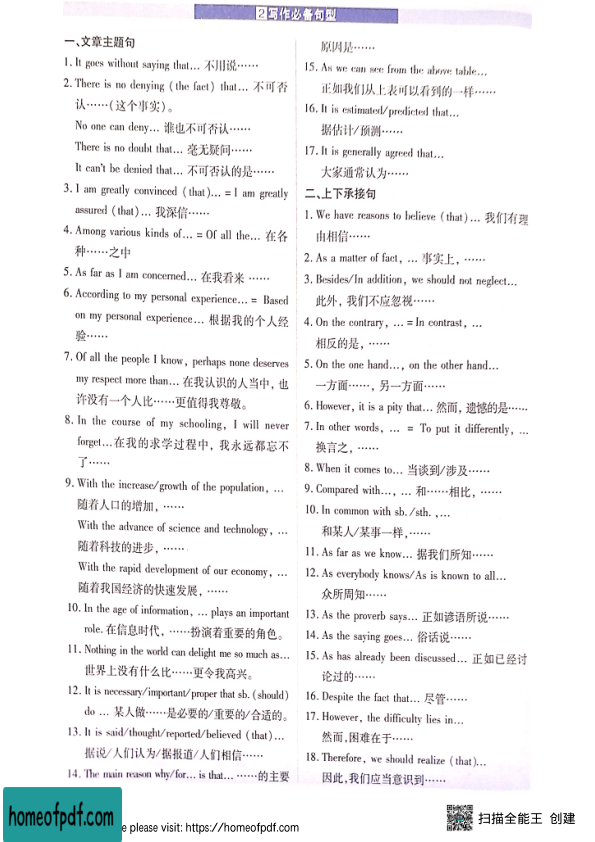 2 写作必备句型
一、文章主题句
1. It goes without saying that... 不用说……
2. There is no denying (the fact) that... 不可否
认……(这个事实)。
No one can deny... 谁也不可否认……
There is no doubt that... 毫无疑问……
It can't be denied that... 不可否认的是……
3. I am greatly convinced (that)... = I am greatly
assured (that)... 我深信……
4. Among various kinds of... = Of all the... 在各
种……之中
5. As far as I am concerned... 在我看来 ……
6. According to my personal experience... = Based
on my personal experience... 根据我的个人经
验……
7. Of all the people I know, perhaps none deserves
my respect more than... 在我认识的人当中, 也
许没有一个人比……更值得我尊敬。
8. In the course of my schooling, I will never
forget...在我的求学过程中, 我永远都忘不
了……
9. With the increase/growth of the population, ...
随着人口的增加, ……
With the advance of science and technology, ...
随着科技的进步, ……
With the rapid development of our economy, ...
随着我国经济的快速发展, ……
10. In the age of information, ... plays an important
role. 在信息时代, ……扮演着重要的角色。
11. Nothing in the world can delight me so much as...
世界上没有什么比……更令我高兴。
12. It is necessary/important/proper that sb. (should)
do ... 某人做……是必要的/重要的/合适的。
13. It is said/thought/reported/believed (that)...
据说/人们认为/据报道/人们相信……
14. The main reason why/for... is that... ……的主要
原因是……
15. As we can see from the above table...
正如我们从上表可以看到的一样……
16. It is estimated/predicted that...
据估计/预测……
17. It is generally agreed that...
大家通常认为……
二、上下承接句
1. We have reasons to believe (that)... 我们有理
由相信……
2. As a matter of fact, ... 事实上, ……
3. Besides/In addition, we should not neglect...
此外, 我们不应忽视……
4. On the contrary, ... = In contrast, ...
相反的是, ……
5. On the one hand..., on the other hand...
一方面……, 另一方面……
6. However, it is a pity that... 然而, 遗憾的是……
7. In other words, ... = To put it differently, ...
换言之, ……
8. When it comes to... 当谈到/涉及……
9. Compared with..., ... 和……相比, ……
10. In common with sb. /sth. ,...
和某人/某事一样,……
11. As far as we know... 据我们所知……
12. As everybody knows/As is known to all...
众所周知……
13. As the proverb says... 正如谚语所说……
14. As the saying goes... 俗话说……
15. As has already been discussed... 正如已经讨
论过的……
16. Despite the fact that... 尽管……
17. However, the difficulty lies in...
然而, 困难在于……
18. Therefore, we should realize (that)...
因此, 我们应当意识到……
homeofpdf.com
e please visit: https://homeofpdf.com
扫描全能王 创建